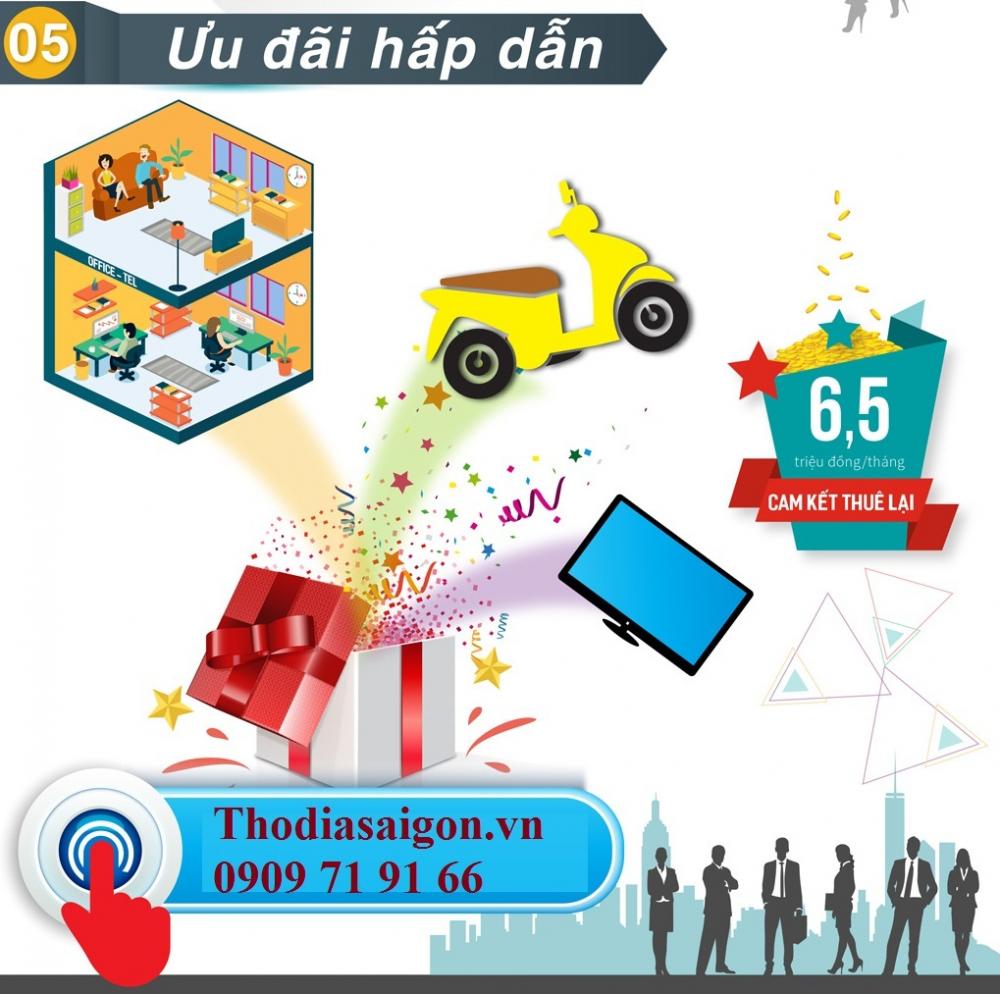 05
Ưu đãi hấp dẫn
OFFICE - TEL
6,5
triệu đồng/tháng
CAM KẾT THUÊ LẠI
Thodiasaigon.vn
0909 71 91 66